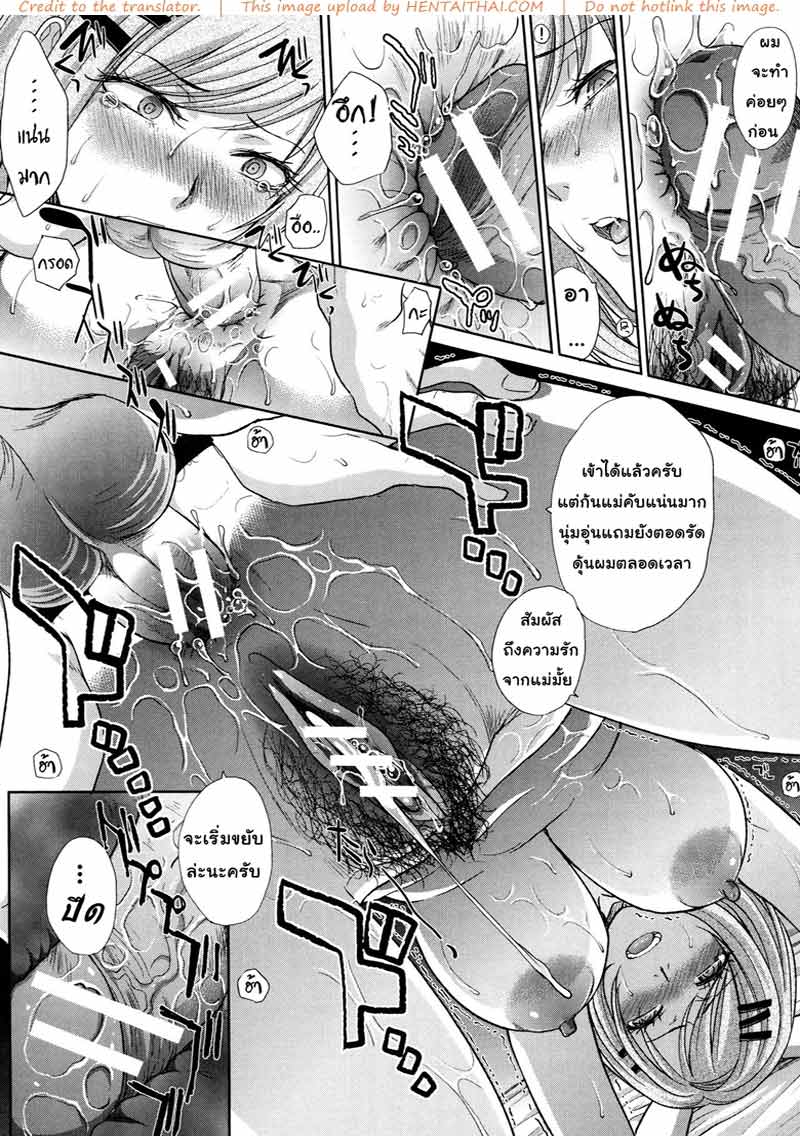 Credit to the translator. | This image upload by HENTAITHAI.COM | Do not hotlink this image.
ผม
จะทำ
ค่อยๆ
ก่อน
!
อา
...
อึก!
...
...
แน่น
มาก
อือ..
กรอด
กะ
เข้าได้แล้วครับ
แต่ก้นแม่คับแน่นมาก
นุ่มอุ่นแถมยังตอดรัด
ดุ้นผมตลอดเวลา
สัมผัส
ถึงความรัก
จากแม่มั้ย
ฮ้า
ฮ้า
ฮ้า
ฮ้า
จะเริ่มขยับ
ล่ะนะครับ
...
ปี๊ด
ฮ้า